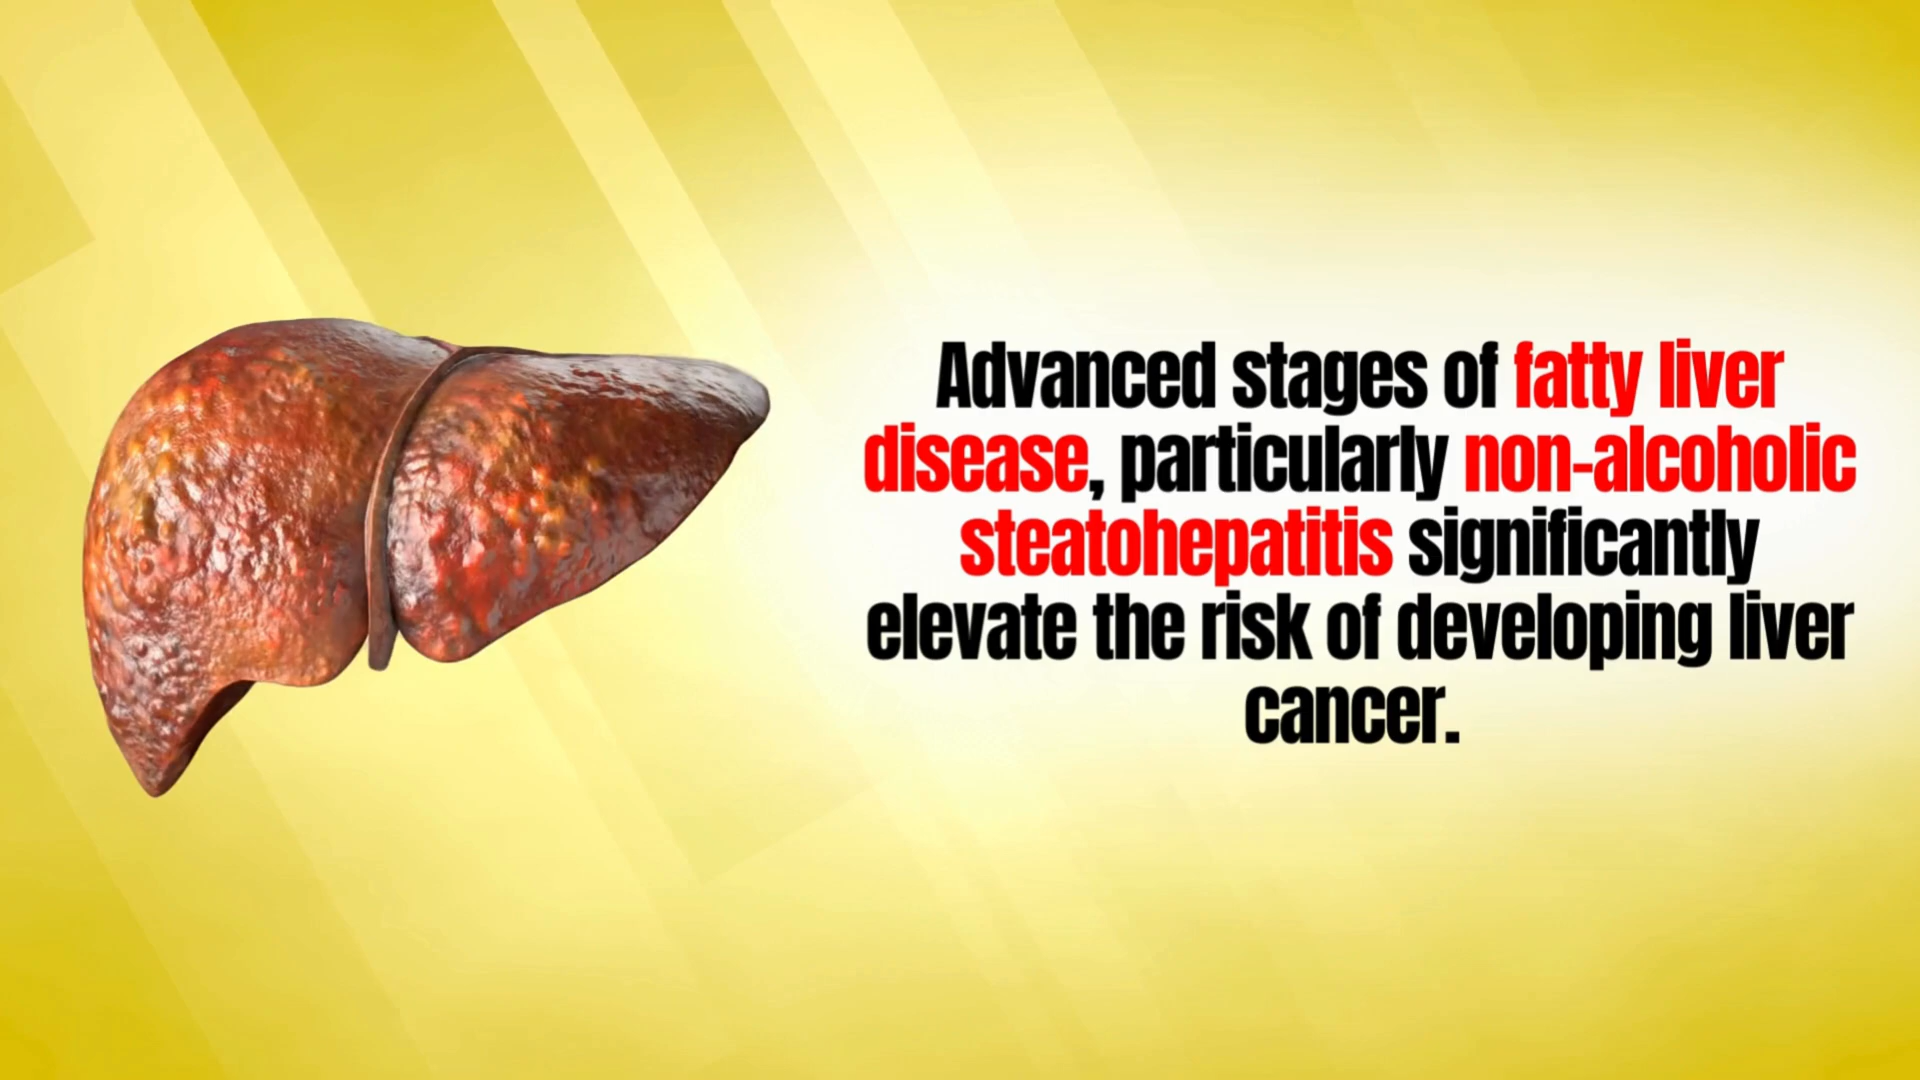 Advanced stages of fatty liver
disease, particularly non-alcoholic
steatohepatitis significantly
elevate the risk of developing liver
cancer.